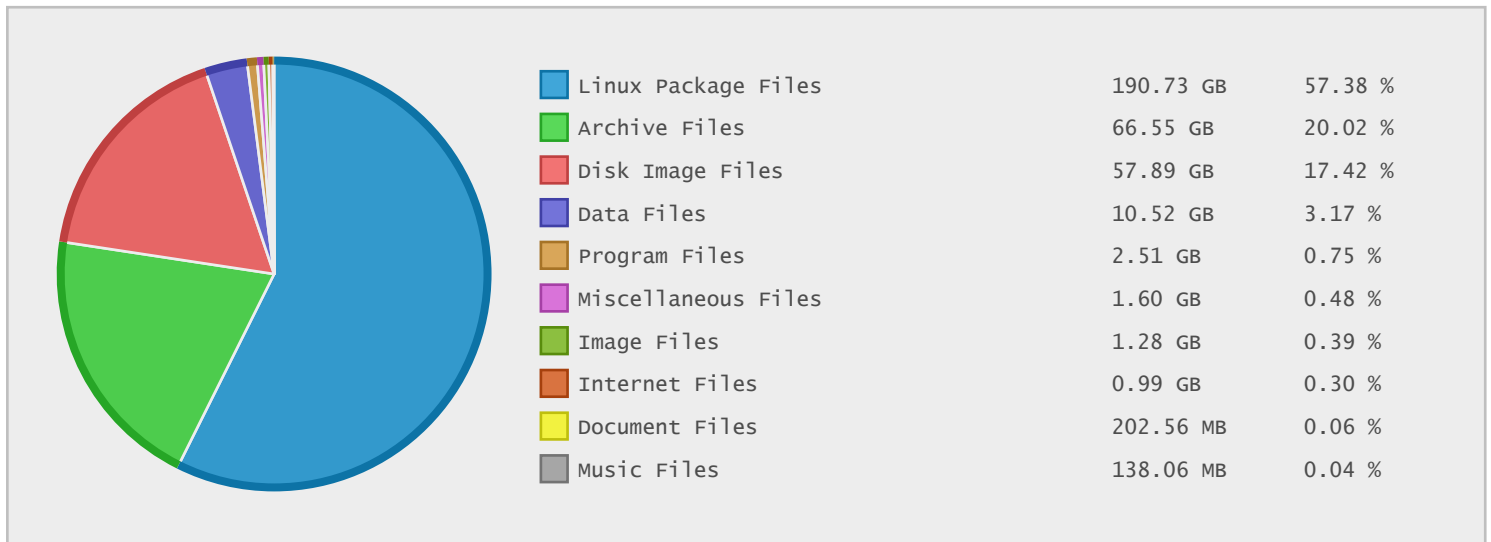 Linux Package Files 190.73 GB 57.38 %
Archive Files 66.55 GB 20.02 %
Disk Image Files 57.89 GB 17.42 %
Data Files 10.52 GB 3.17 %
Program Files 2.51 GB 0.75 %
Miscellaneous Files 1.60 GB 0.48 %
Image Files 1.28 GB 0.39 %
Internet Files 0.99 GB 0.30 %
Document Files 202.56 MB 0.06 %
Music Files 138.06 MB 0.04 %